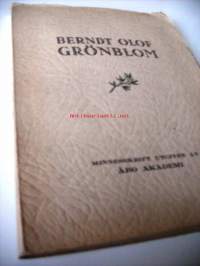 BERNDT OLOF
GRÖNBLOM
MINNESSKRIFT UTGIVEN AV
ÅBO AKADEMI